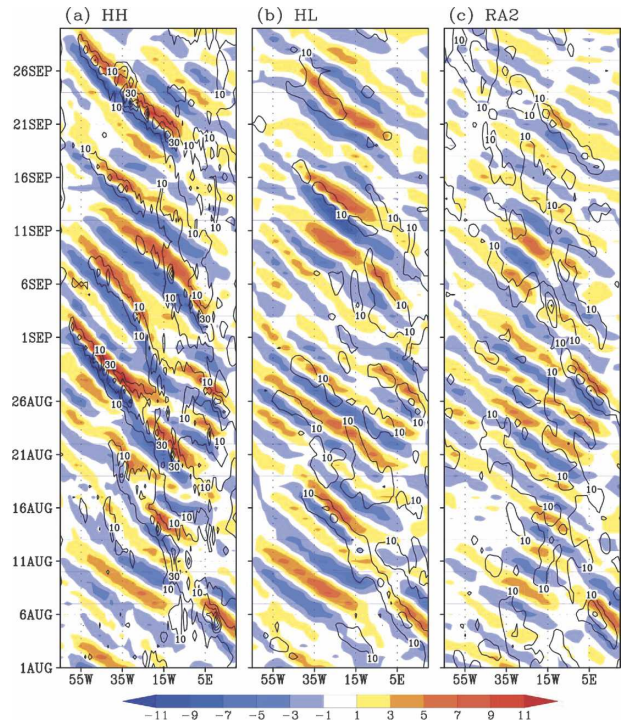 (a) HH (b) HL (c) RA2
26SEP
21SEP
16SEP
11SEP
6SEP
1SEP
26AUG
21AUG
16AUG
11AUG
6AUG
1AUG
55W 35W 15W 5E 55W 35W 15W 5E 55W 35W 15W 5E
-11 -9 -7 -5 -3 -1 1 3 5 7 9 11